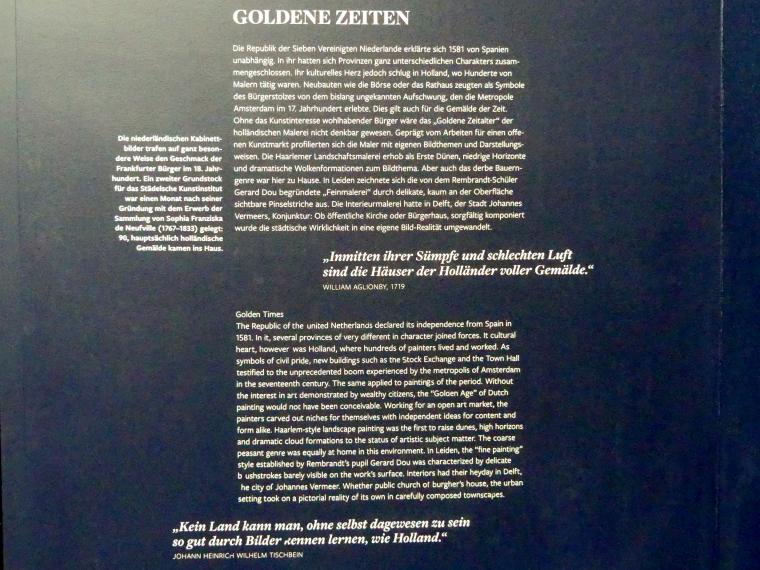 GOLDENE ZEITEN
Die Republik der Sieben Vereinigten Niederlande erklärte sich 1581 von Spanien
unabhängig. In ihr hatten sich Provinzen ganz unterschiedlichen Charakters zusam-
mengeschlossen. Ihr kulturelles Herz jedoch schlug in Holland, wo Hunderte von
Malern tätig waren. Neubauten wie die Börse oder das Rathaus zeugten als Symbole
des Bürgerstolzes von dem bislang ungekannten Aufschwung, den die Metropole
Amsterdam im 17. Jahrhundert erlebte. Dies gilt auch für die Gemälde der Zeit.
Ohne das Kunstinteresse wohlhabender Bürger wäre das „Goldene Zeitalter“ der
holländischen Malerei nicht denkbar gewesen. Geprägt vom Arbeiten für einen offe-
nen Kunstmarkt profilierten sich die Maler mit eigenen Bildthemen und Darstellungs-
weisen. Die Haarlemer Landschaftsmalerei erhob als Erste Dünen, niedrige Horizonte
und dramatische Wolkenformationen zum Bildthema. Aber auch das derbe Bauern-
genre war hier zu Hause. In Leiden zeichnete sich die von dem Rembrandt-Schüler
Gerard Dou begründete „Feinmalerei“ durch delikate, kaum an der Oberfläche
sichtbare Pinselstriche aus. Die Interieurmalerei hatte in Delft, der Stadt Johannes
Vermeers, Konjunktur: Ob öffentliche Kirche oder Bürgerhaus, sorgfältig komponiert
wurde die städtische Wirklichkeit in eine eigene Bild-Realität umgewandelt.
Die niederländischen Kabinett-
bilder trafen auf ganz beson-
dere Weise den Geschmack der
Frankfurter Bürger im 18. Jahr-
hundert. Ein zweiter Grundstock
für das Städelsche Kunstinstitut
war einen Monat nach seiner
Gründung mit dem Erwerb der
Sammlung von Sophia Franziska
de Neufville (1767–1833) gelegt:
90, hauptsächlich holländische
Gemälde kamen ins Haus.
„Inmitten ihrer Sümpfe und schlechten Luft
sind die Häuser der Holländer voller Gemälde.“
WILLIAM AGLIONBY, 1719
Golden Times
The Republic of the united Netherlands declared its independence from Spain in
1581. In it, several provinces of very different in character joined forces. It cultural
heart, however was Holland, where hundreds of painters lived and worked. As
symbols of civil pride, new buildings such as the Stock Exchange and the Town Hall
testified to the unprecedented boom experienced by the metropolis of Amsterdam
in the seventeenth century. The same applied to paintings of the period. Without
the interest in art demonstrated by wealthy citizens, the “Golden Age” of Dutch
painting would not have been conceivable. Working for an open art market, the
painters carved out niches for themselves with independent ideas for content and
form alike. Haarlem-style landscape painting was the first to raise dunes, high horizons
and dramatic cloud formations to the status of artistic subject matter. The coarse
peasant genre was equally at home in this environment. In Leiden, the “fine painting”
style established by Rembrandt’s pupil Gerard Dou was characterized by delicate
b ushstrokes barely visible on the work’s surface. Interiors had their heyday in Delft,
he city of Johannes Vermeer. Whether public church of burgher’s house, the urban
setting took on a pictorial reality of its own in carefully composed townscapes.
„Kein Land kann man, ohne selbst dagewesen zu sein
so gut durch Bilder kennen lernen, wie Holland.“
JOHANN HEINRICH WILHELM TISCHBEIN